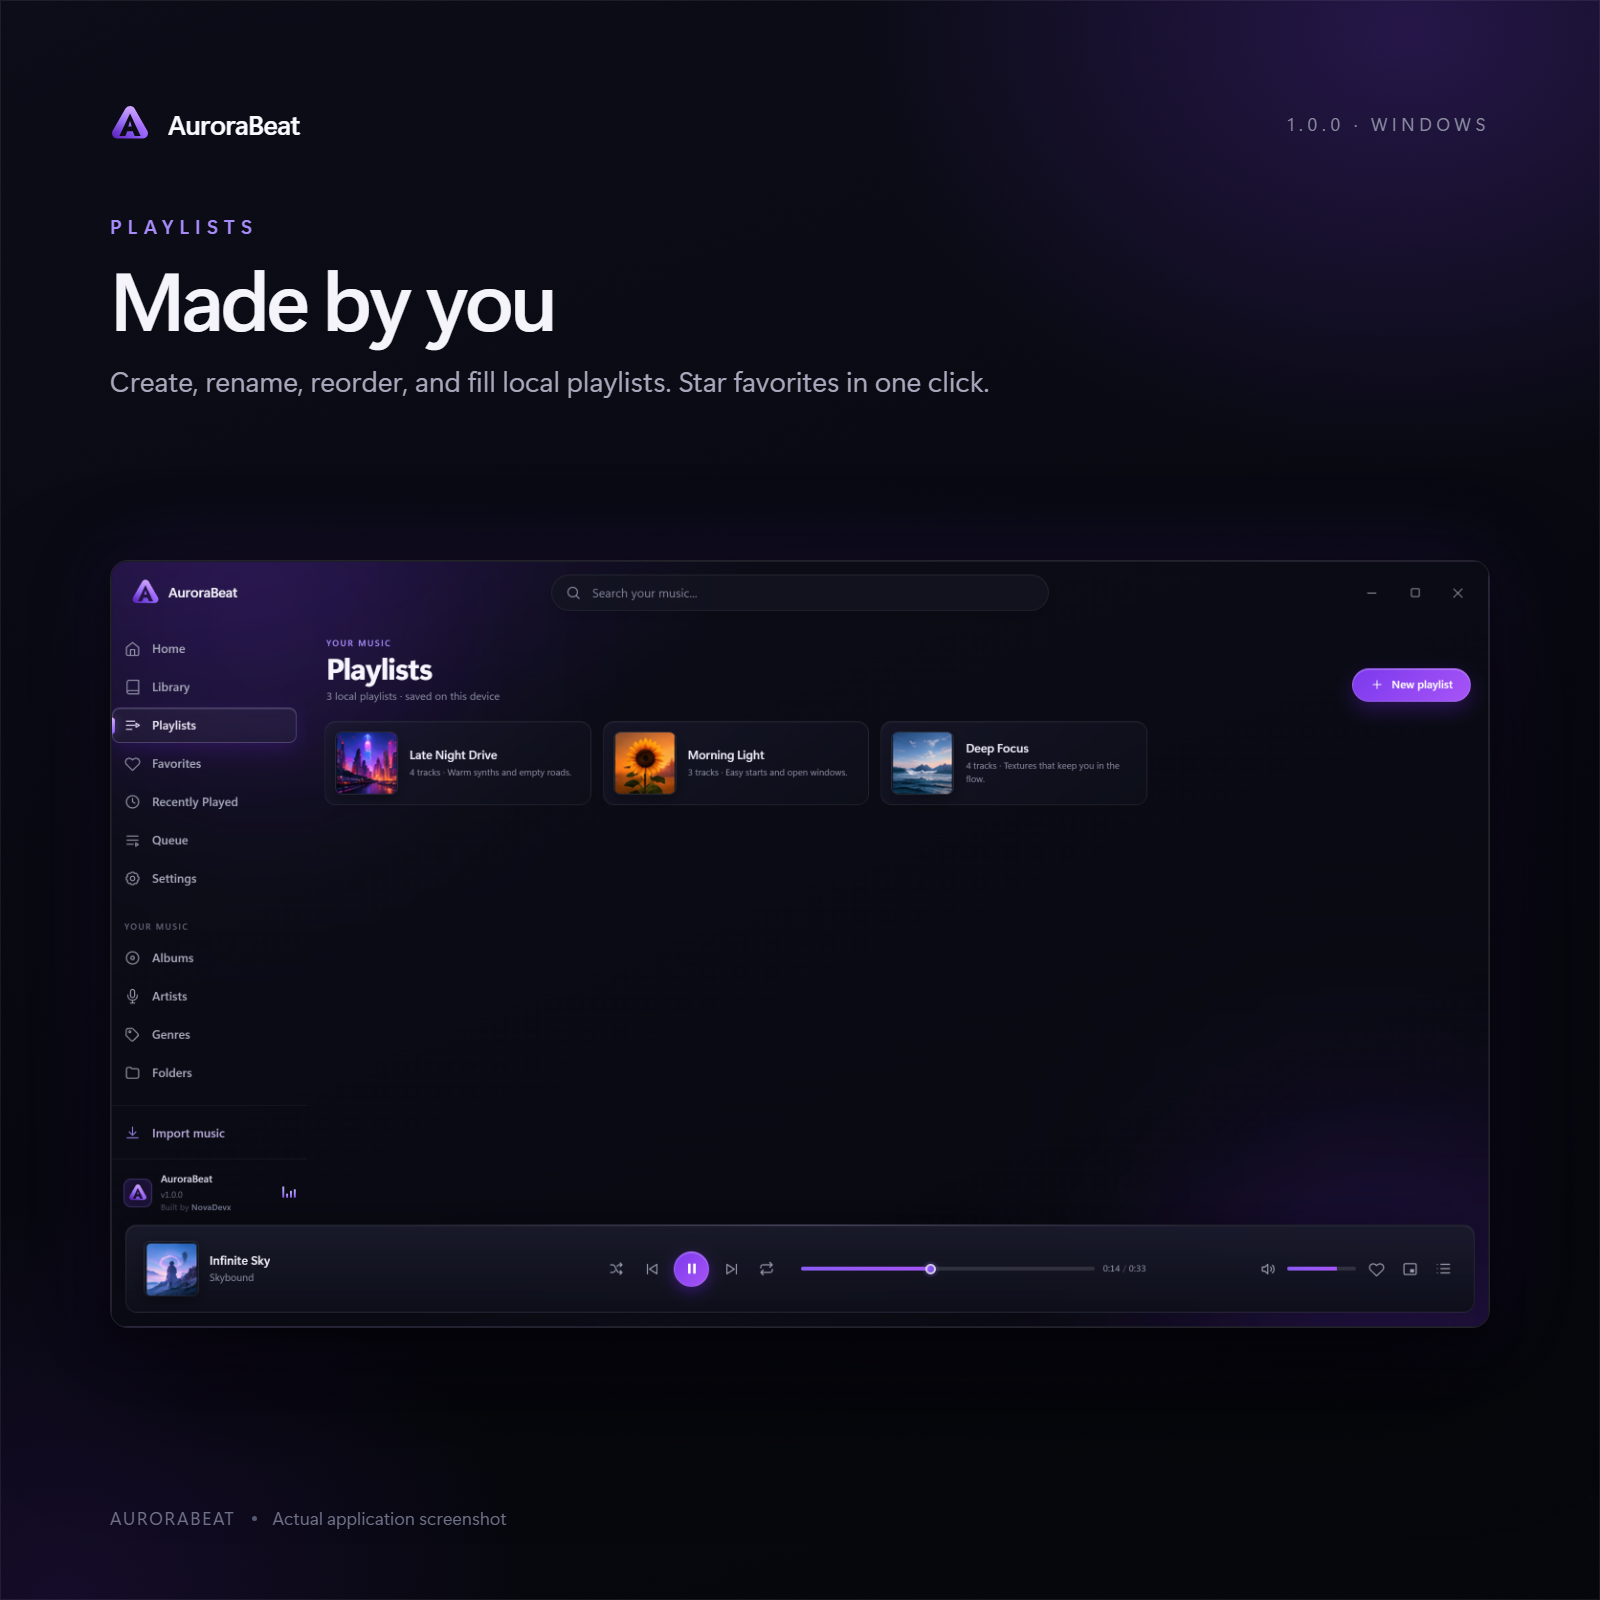 AuroraBeat
1.0.0 · WINDOWS
PLAYLISTS
Made by you
Create, rename, reorder, and fill local playlists. Star favorites in one click.
AuroraBeat
Search your music...
Home
Library
Playlists
Favorites
Recently Played
Queue
Settings
YOUR MUSIC
Albums
Artists
Genres
Folders
Import music
AuroraBeat
v1.0.0
Built by NovaDevx
YOUR MUSIC
Playlists
3 local playlists · saved on this device
New playlist
Late Night Drive
4 tracks · Warm synths and empty roads.
Morning Light
3 tracks · Easy starts and open windows.
Deep Focus
4 tracks · Textures that keep you in the
flow.
Infinite Sky
Skybound
0:14 / 0:33
AURORABEAT • Actual application screenshot